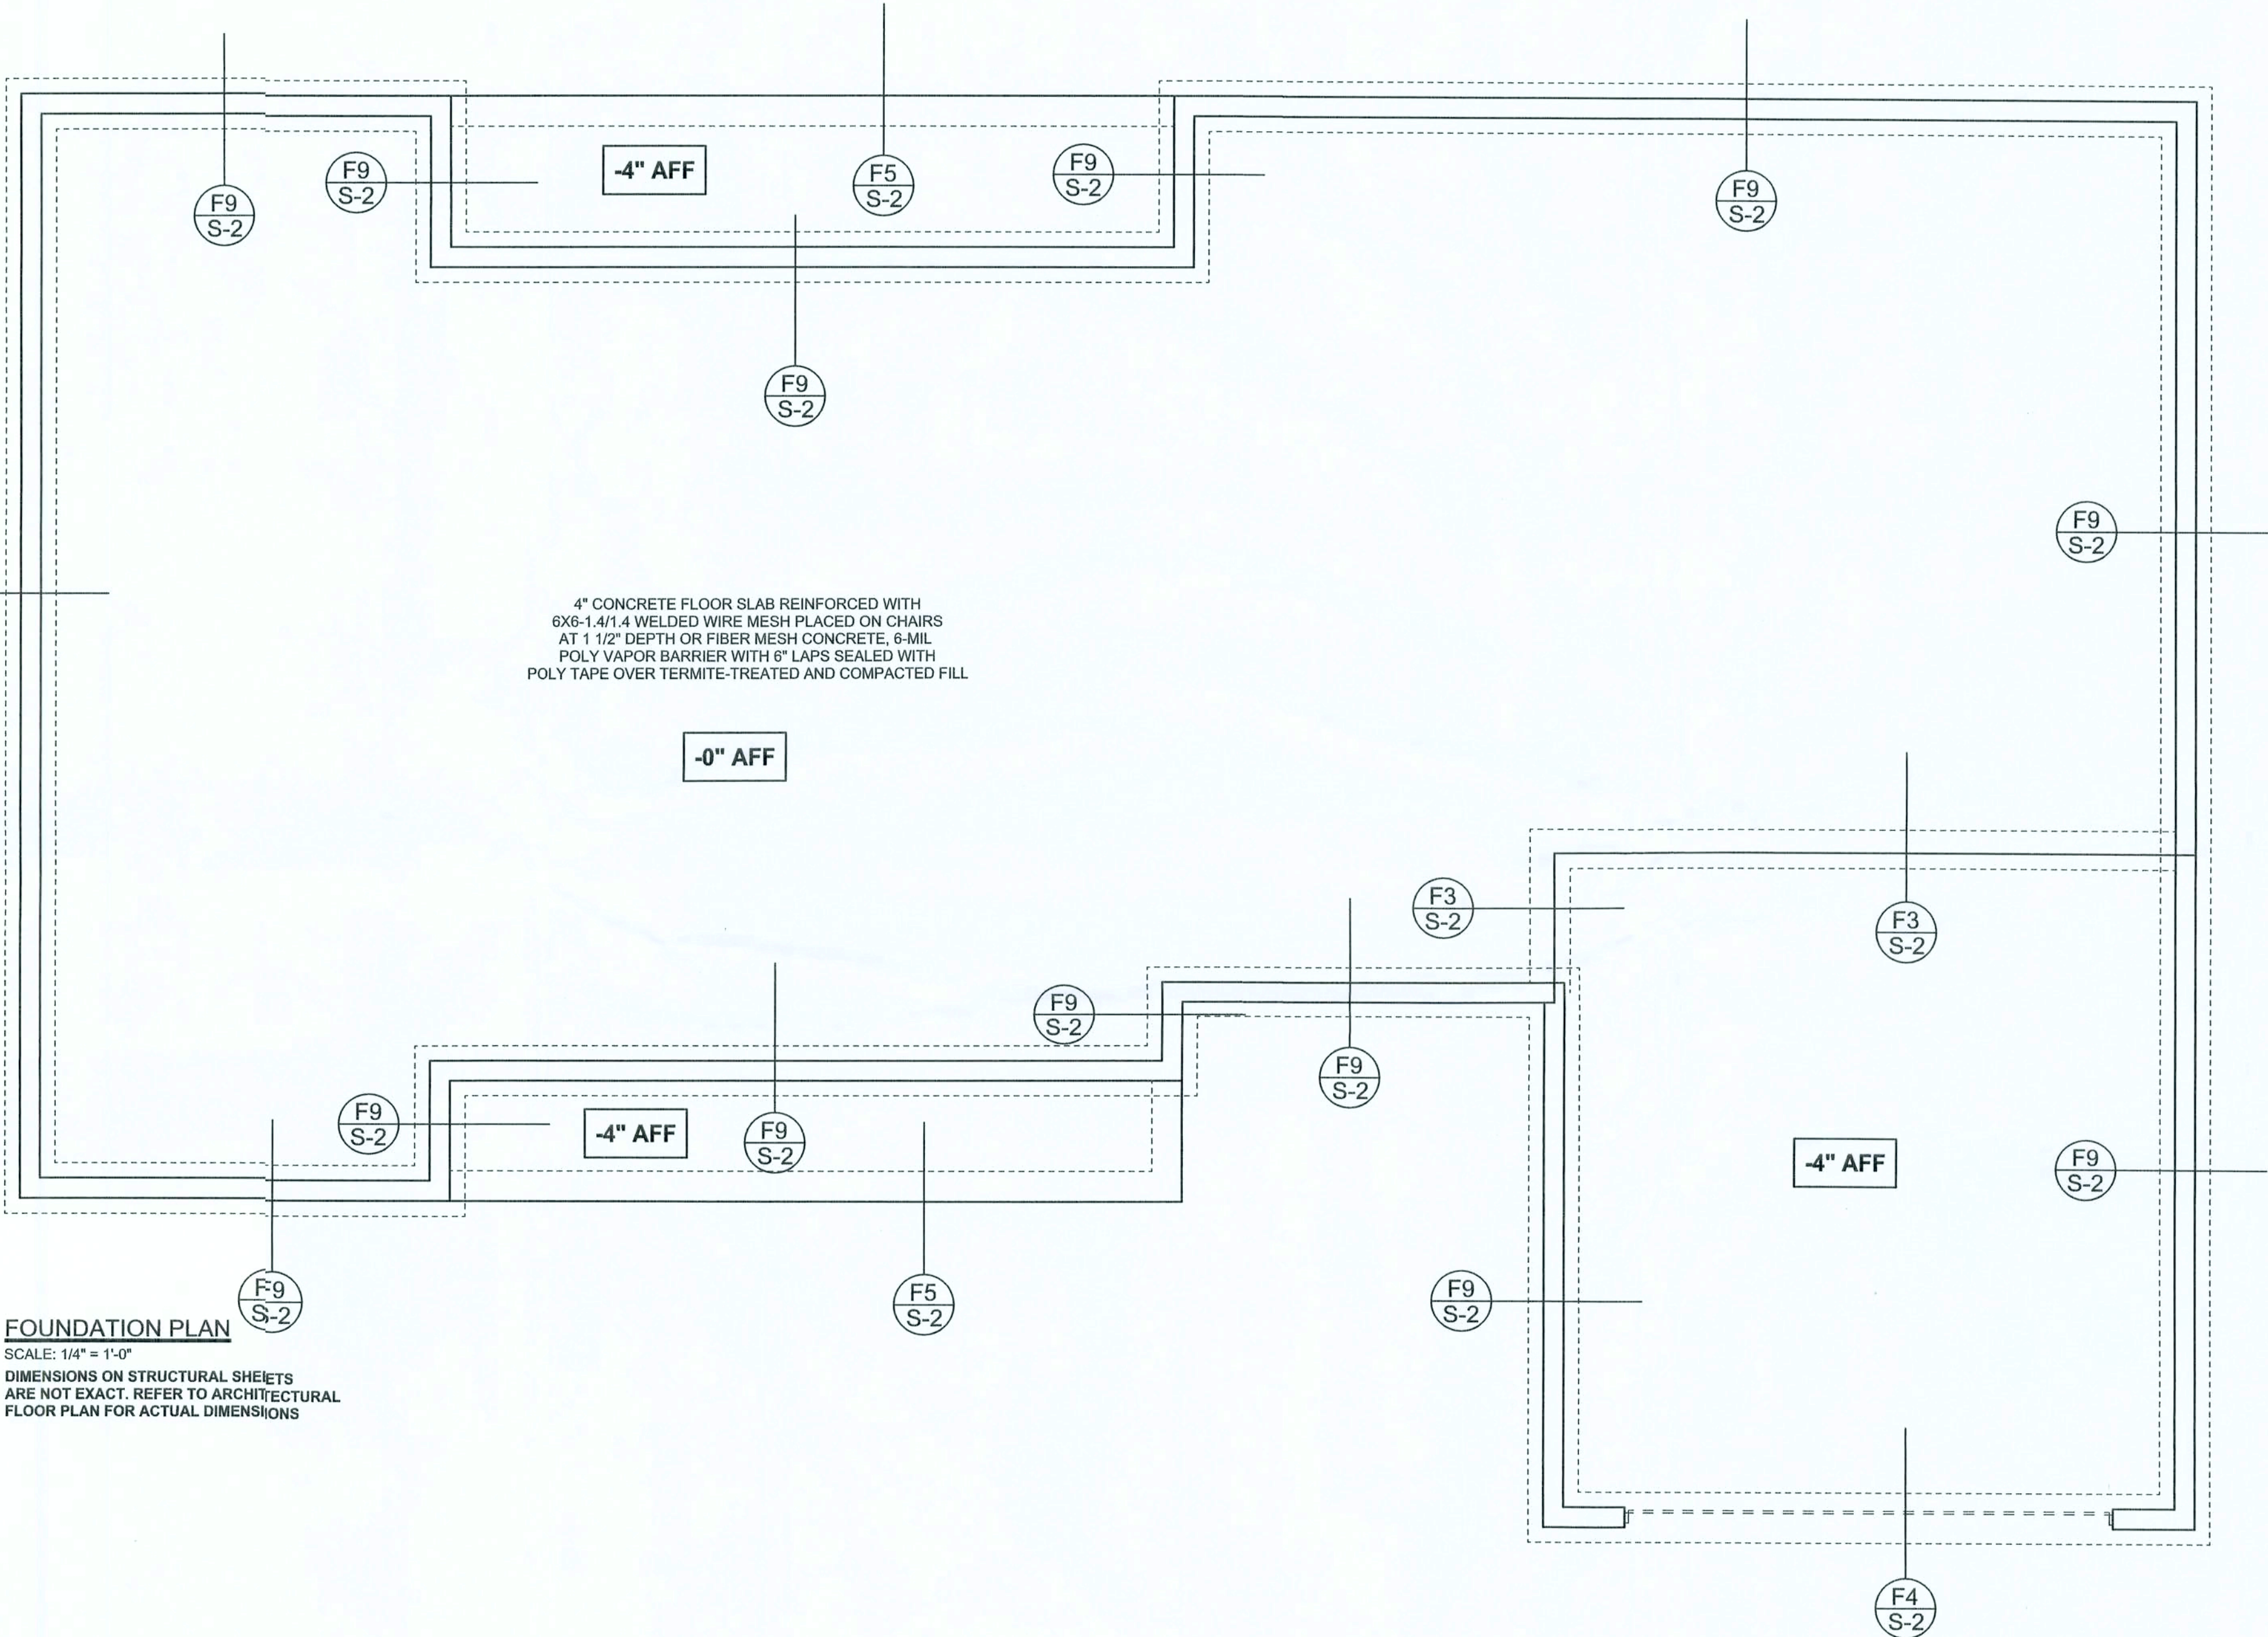 F9
S-2
F9
S-2
-4" AFF
F5
S-2
F9
S-2
F9
S-2
F9
S-2
F9
S-2
4" CONCRETE FLOOR SLAB REINFORCED WITH
6X6-1.4/1.4 WELDED WIRE MESH PLACED ON CHAIRS
AT 1 1/2" DEPTH OR FIBER MESH CONCRETE, 6-MIL
POLY VAPOR BARRIER WITH 6" LAPS SEALED WITH
POLY TAPE OVER TERMITE-TREATED AND COMPACTED FILL
-0" AFF
F3
S-2
F3
S-2
F9
S-2
F9
S-2
F9
S-2
-4" AFF
F9
S-2
-4" AFF
F9
S-2
F9
S-2
F5
S-2
F9
S-2
FOUNDATION PLAN
SCALE: 1/4" = 1'-0"
DIMENSIONS ON STRUCTURAL SHEETS
ARE NOT EXACT. REFER TO ARCHITECTURAL
FLOOR PLAN FOR ACTUAL DIMENSIONS
F4
S-2